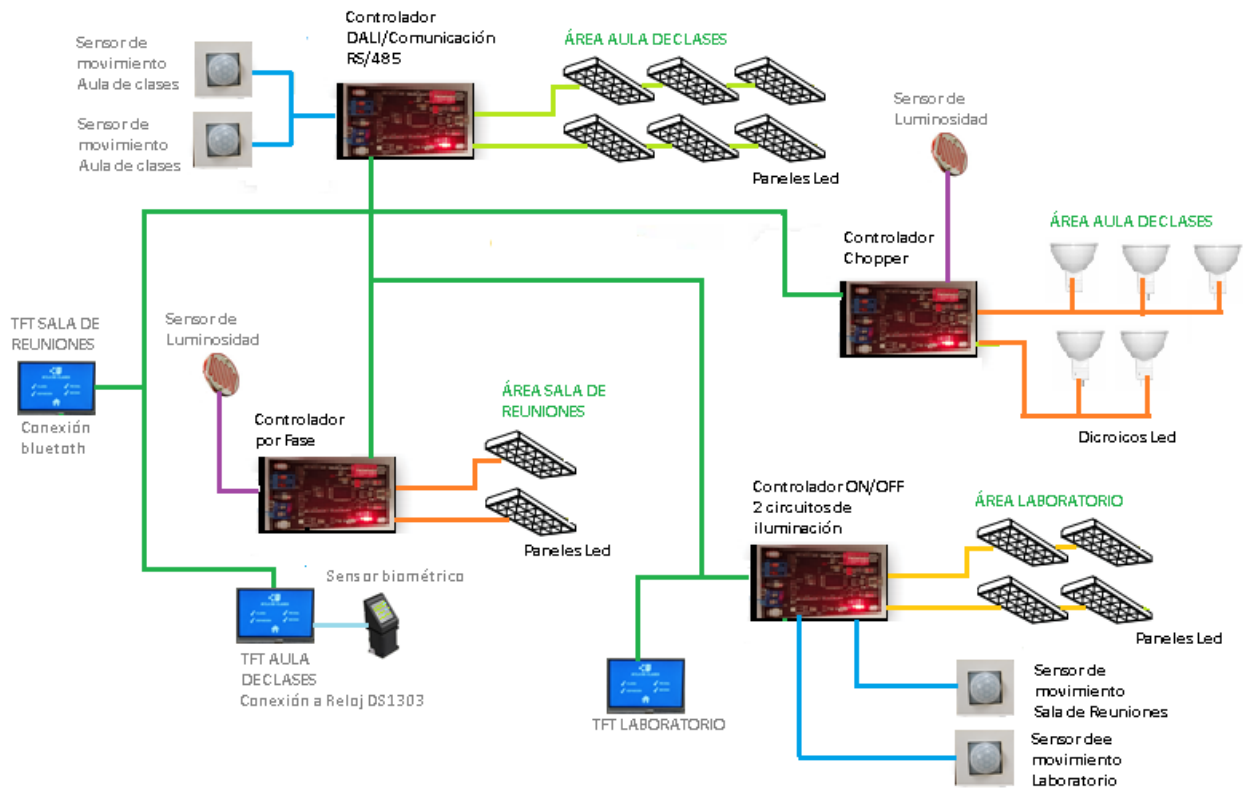 Controlador
DALI/Comunicación
RS/485
Sensor de
movimiento
Aula de clases
Sensor de
movimiento
Aula de clases
ÁREA AULA DE CLASES
Paneles Led
Sensor de
Luminosidad
Controlador
Chopper
ÁREA AULA DE CLASES
Dicroicos Led
TFT SALA DE
REUNIONES
Conexión
bluetoth
Sensor de
Luminosidad
Controlador
por Fase
ÁREA SALA DE
REUNIONES
Paneles Led
Controlador ON/OFF
2 circuitos de
iluminación
ÁREA LABORATORIO
Paneles Led
Sensor biométrico
TFT AULA
DE CLASES
Conexión a Reloj DS1303
TFT LABORATORIO
Sensor de
movimiento
Sala de Reuniones
Sensor dee
movimiento
Laboratorio